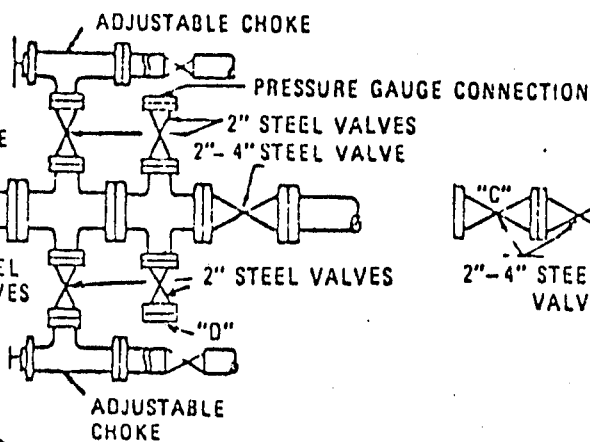 ADJUSTABLE CHOKE
PRESSURE GAUGE CONNECTION
2" STEEL VALVES
2"-4" STEEL VALVE
"C"
2" STEEL VALVES
2"-4" STEE
VALV
"D"
ADJUSTABLE
CHOKE